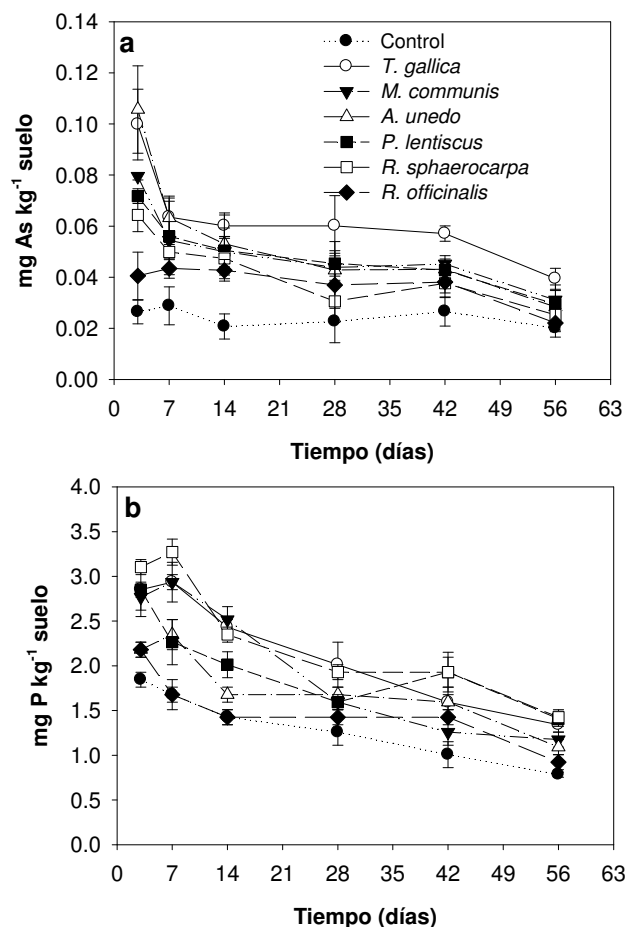 a
Control
T. gallica
M. communis
A. unedo
P. lentiscus
R. sphaerocarpa
R. officinalis
mg As kg⁻¹ suelo
0.14
0.12
0.10
0.08
0.06
0.04
0.02
0.00
0 7 14 21 28 35 42 49 56 63
Tiempo (días)
b
mg P kg⁻¹ suelo
4.0
3.5
3.0
2.5
2.0
1.5
1.0
0.5
0.0
0 7 14 21 28 35 42 49 56 63
Tiempo (días)